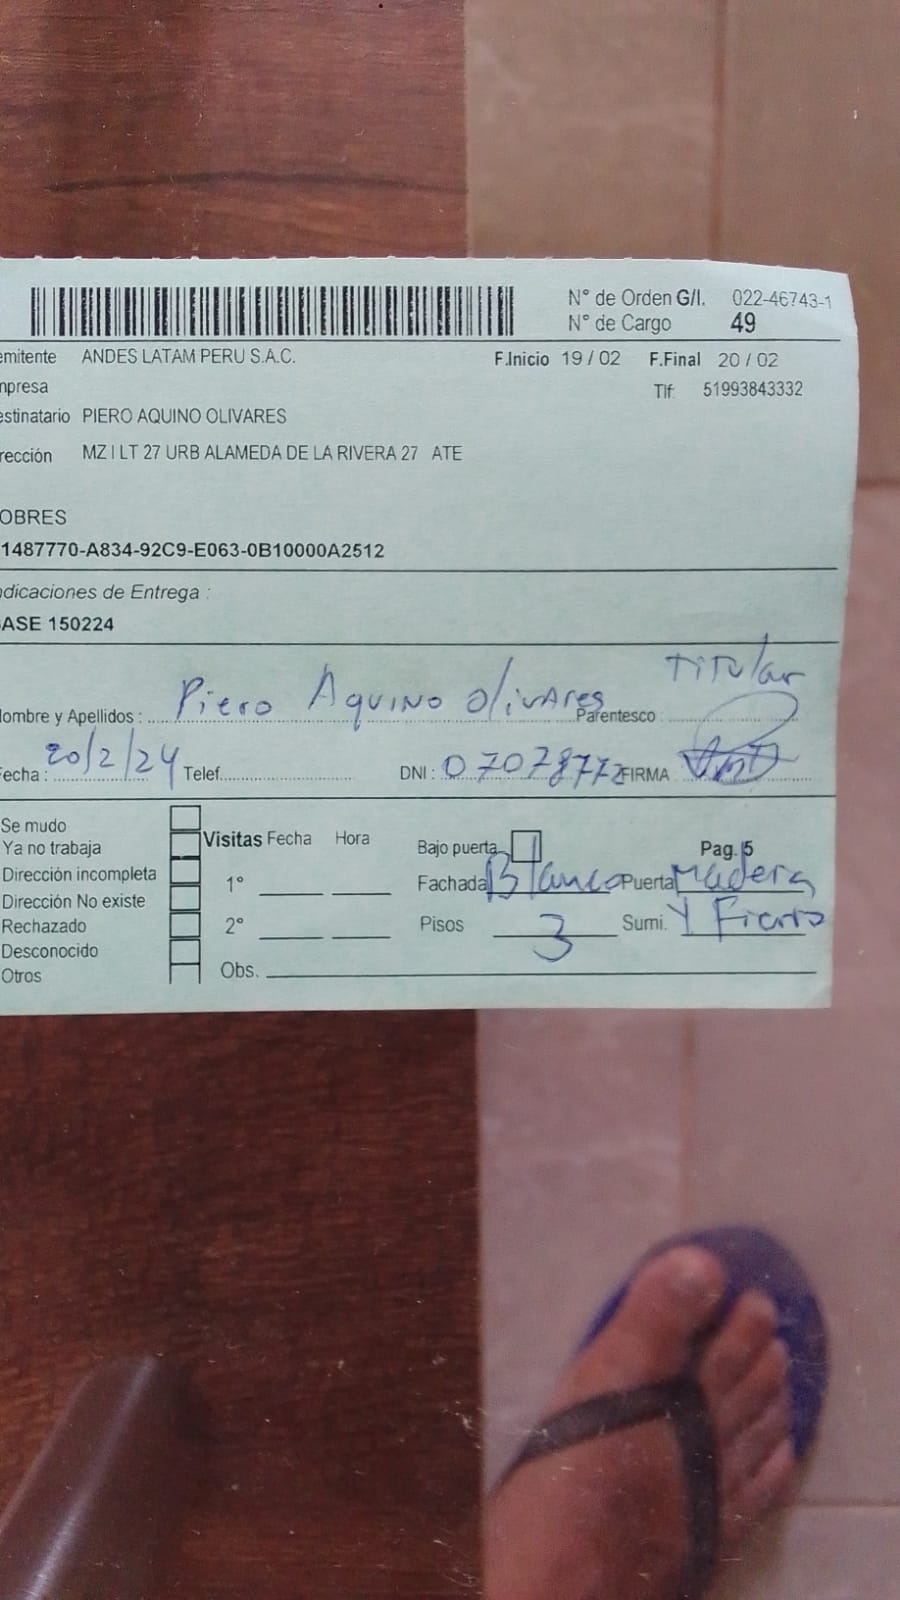 N° de Orden G/I. 022-46743-1
N° de Cargo 49
emitente ANDES LATAM PERU S.A.C. F.Inicio 19 / 02 F.Final 20 / 02
mpresa Tlf: 51993843332
estinatario PIERO AQUINO OLIVARES
rección MZ I LT 27 URB ALAMEDA DE LA RIVERA 27 ATE
OBRES
1487770-A834-92C9-E063-0B10000A2512
ndicaciones de Entrega :
ASE 150224
Nombre y Apellidos : Piero Aquino Olivares Parentesco Titular
Fecha : 20/2/24 Telef. DNI : FIRMA
Se mudo
Ya no trabaja
Dirección incompleta
Dirección No existe
Rechazado
Desconocido
Otros
Visitas Fecha Hora
1°
2°
Obs.
Bajo puerta Pag. 5
Fachada Blanco Puerta Madera
Pisos 3 Sumi. Y Fierro